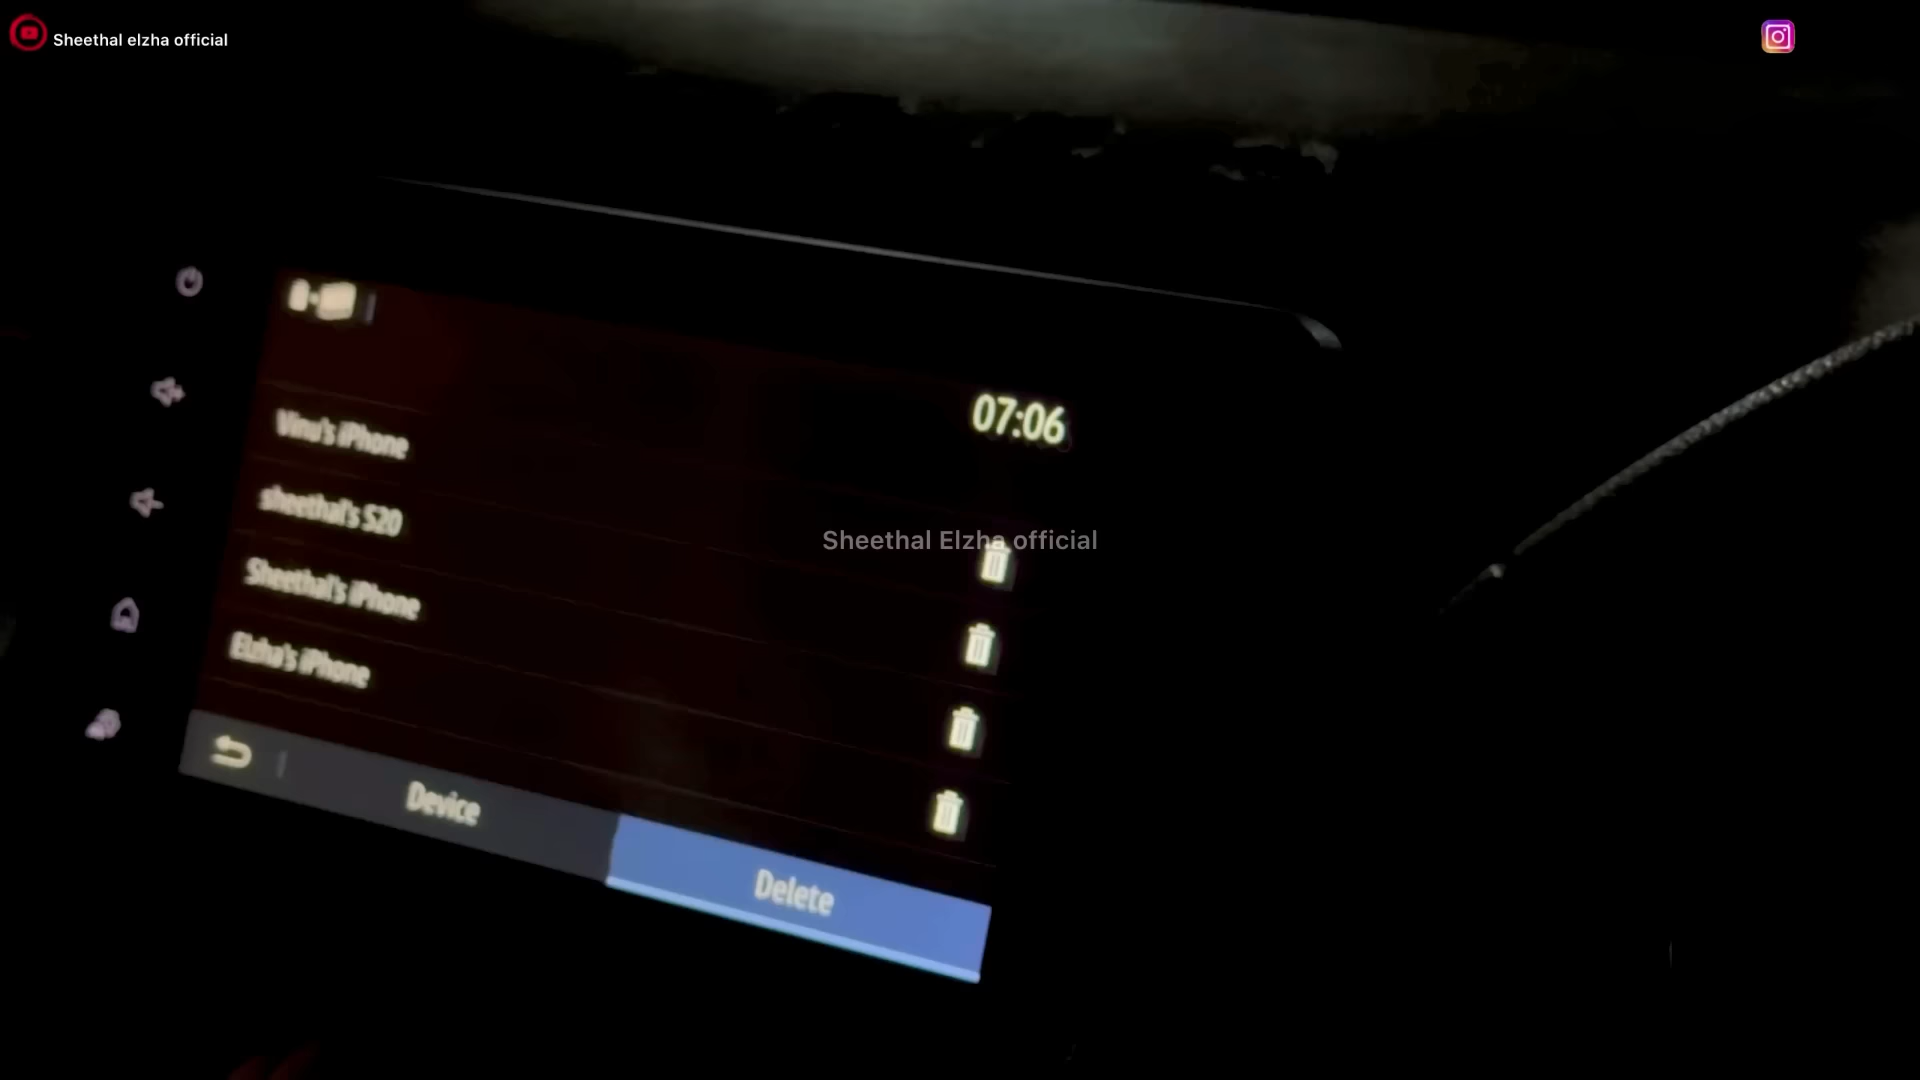 Sheethal elzha official
07:06
Vinu's iPhone
sheethal's S20
Sheethal Elzha official
Sheethal's iPhone
Elzha's iPhone
Device
Delete